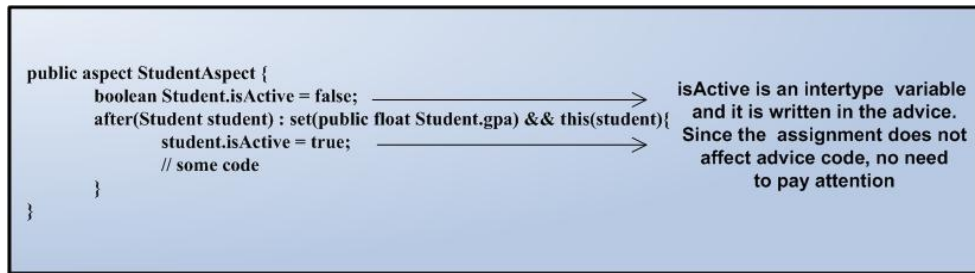 public aspect StudentAspect {
boolean Student.isActive = false;
after(Student student) : set(public float Student.gpa) && this(student){
student.isActive = true;
// some code
}
}
isActive is an intertype variable
and it is written in the advice.
Since the assignment does not
affect advice code, no need
to pay attention